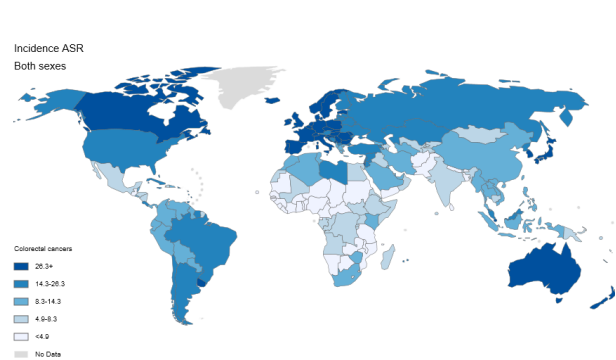 Incidence ASR
Both sexes
Colorectal cancers
26.3+
14.3-26.3
8.3-14.3
4.9-8.3
<4.9
No Data